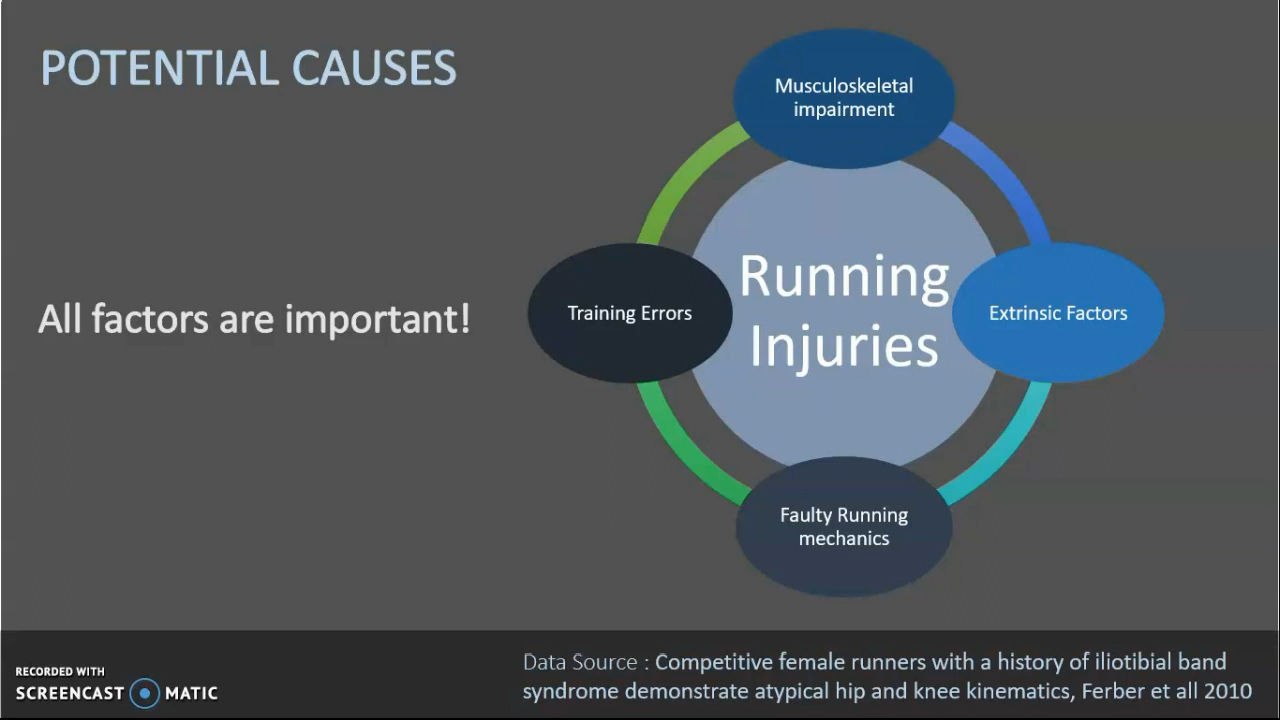 POTENTIAL CAUSES
All factors are important!
Musculoskeletal
impairment
Training Errors
Running
Injuries
Extrinsic Factors
Faulty Running
mechanics
RECORDED WITH
SCREENCAST MATIC
Data Source : Competitive female runners with a history of iliotibial band
syndrome demonstrate atypical hip and knee kinematics, Ferber et all 2010